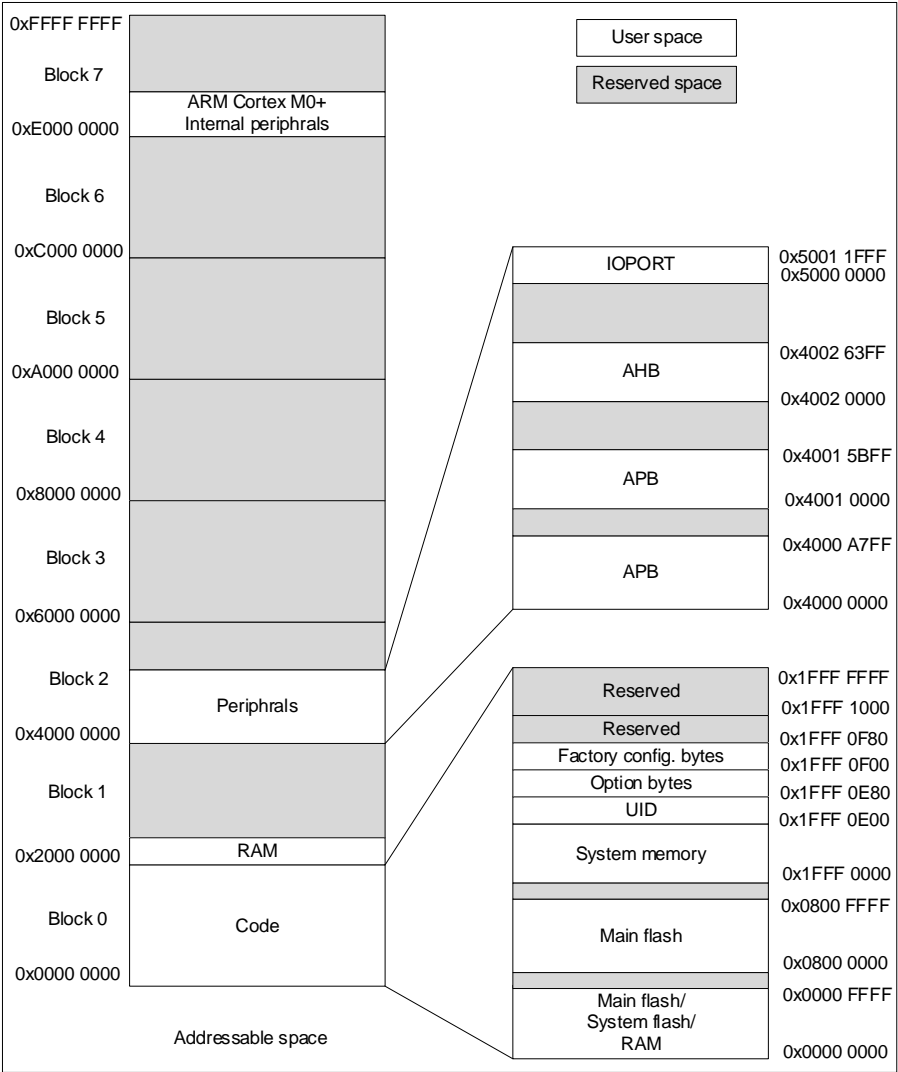 0xFFFF FFFF
Block 7
ARM Cortex M0+
Internal periphrals
0xE000 0000
Block 6
0xC000 0000
Block 5
0xA000 0000
Block 4
0x8000 0000
Block 3
0x6000 0000
Block 2
Periphrals
0x4000 0000
Block 1
RAM
0x2000 0000
Block 0
Code
0x0000 0000
Addressable space
User space
Reserved space
IOPORT
0x5001 1FFF
0x5000 0000
0x4002 63FF
AHB
0x4002 0000
0x4001 5BFF
APB
0x4001 0000
0x4000 A7FF
APB
0x4000 0000
0x1FFF FFFF
Reserved
0x1FFF 1000
Reserved
0x1FFF 0F80
Factory config. bytes
0x1FFF 0F00
Option bytes
0x1FFF 0E80
UID
0x1FFF 0E00
System memory
0x1FFF 0000
0x0800 FFFF
Main flash
0x0800 0000
0x0000 FFFF
Main flash/
System flash/
RAM
0x0000 0000